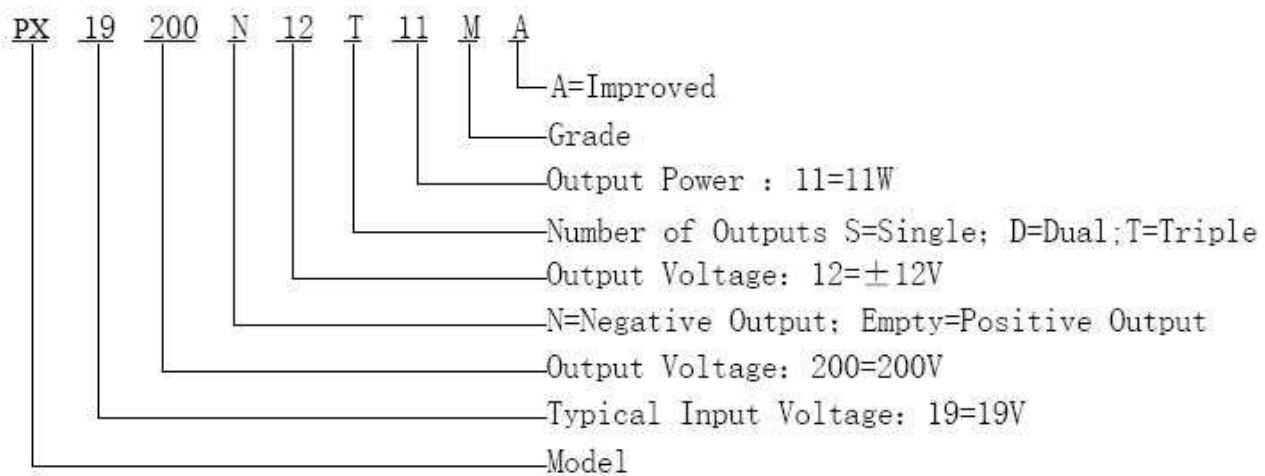 PX 19 200 N 12 T 11 M A
A=Improved
Grade
Output Power : 11=11W
Number of Outputs S=Single; D=Dual;T=Triple
Output Voltage: 12=±12V
N=Negative Output; Empty=Positive Output
Output Voltage: 200=200V
Typical Input Voltage: 19=19V
Model